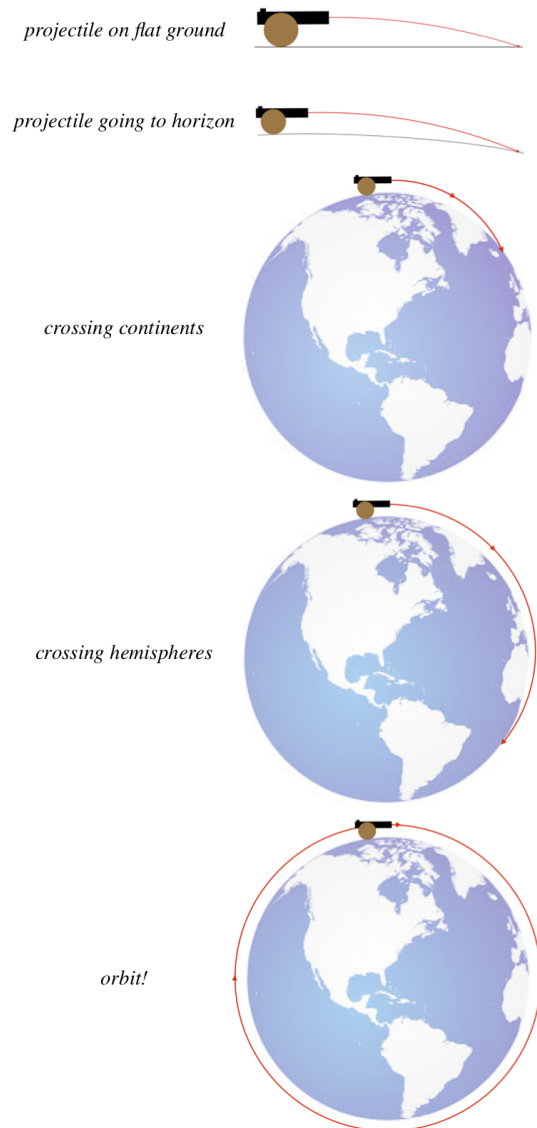 projectile on flat ground
projectile going to horizon
crossing continents
crossing hemispheres
orbit!